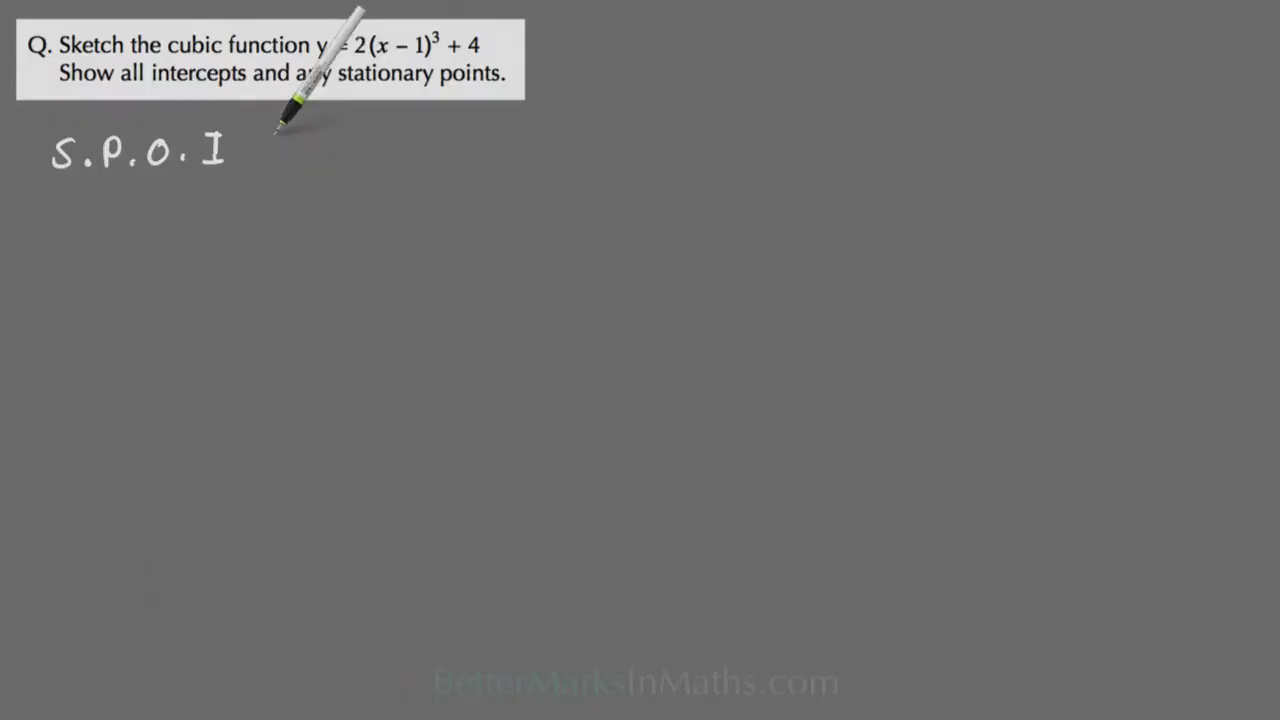 Q. Sketch the cubic function y = 2(x − 1)³ + 4
Show all intercepts and any stationary points.
S.P.O.I
BetterMarksInMaths.com